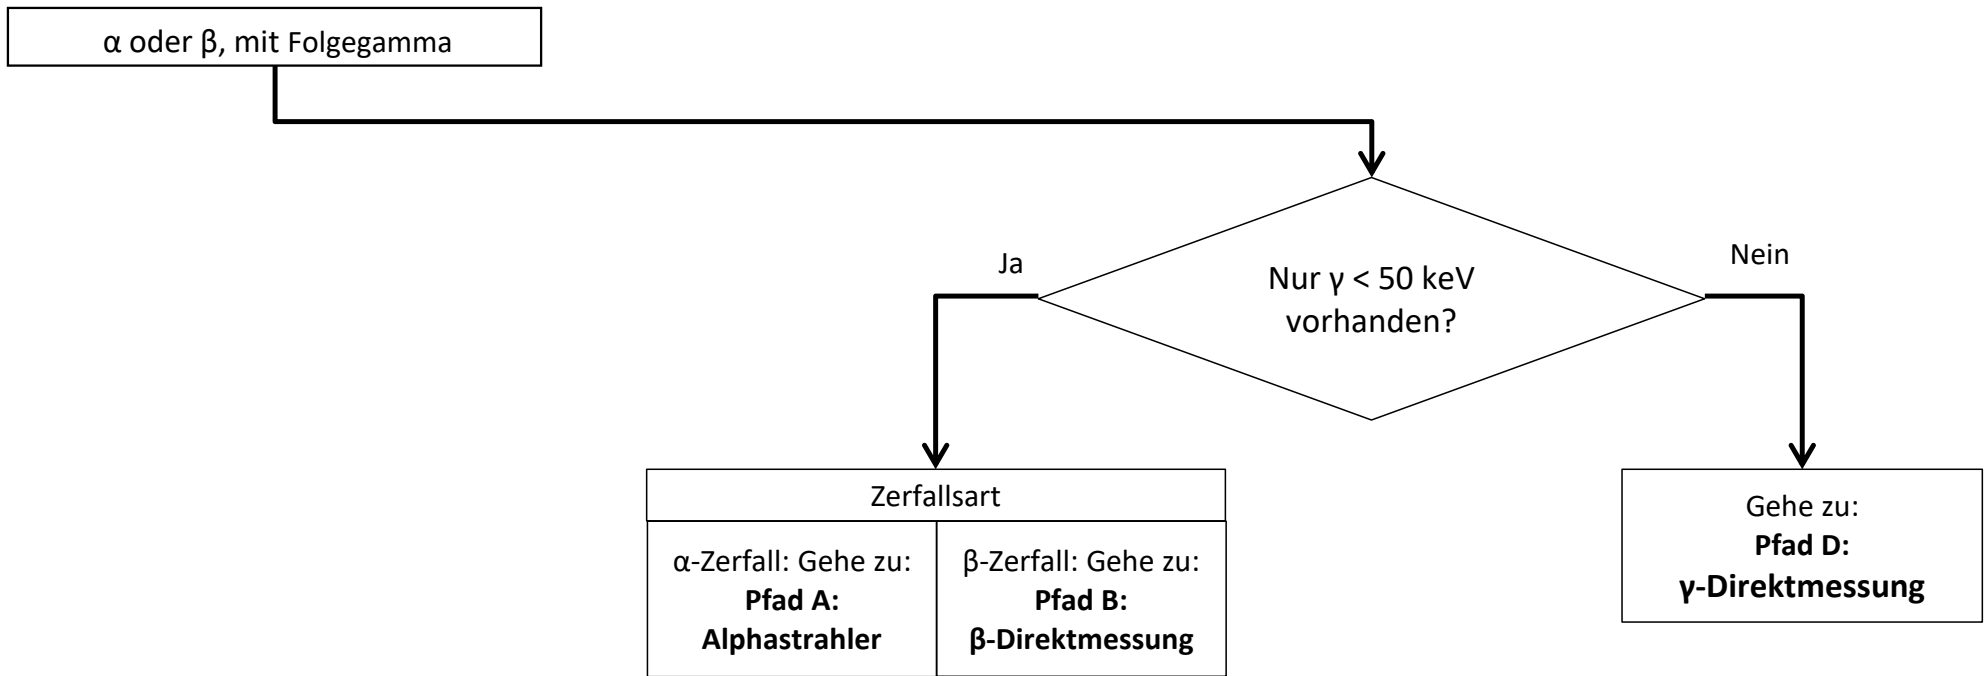 α oder β, mit Folgegamma
Ja
Nein
Nur γ < 50 keV
vorhanden?
Zerfallsart
α-Zerfall: Gehe zu:
Pfad A:
Alphastrahler
β-Zerfall: Gehe zu:
Pfad B:
β-Direktmessung
Gehe zu:
Pfad D:
γ-Direktmessung